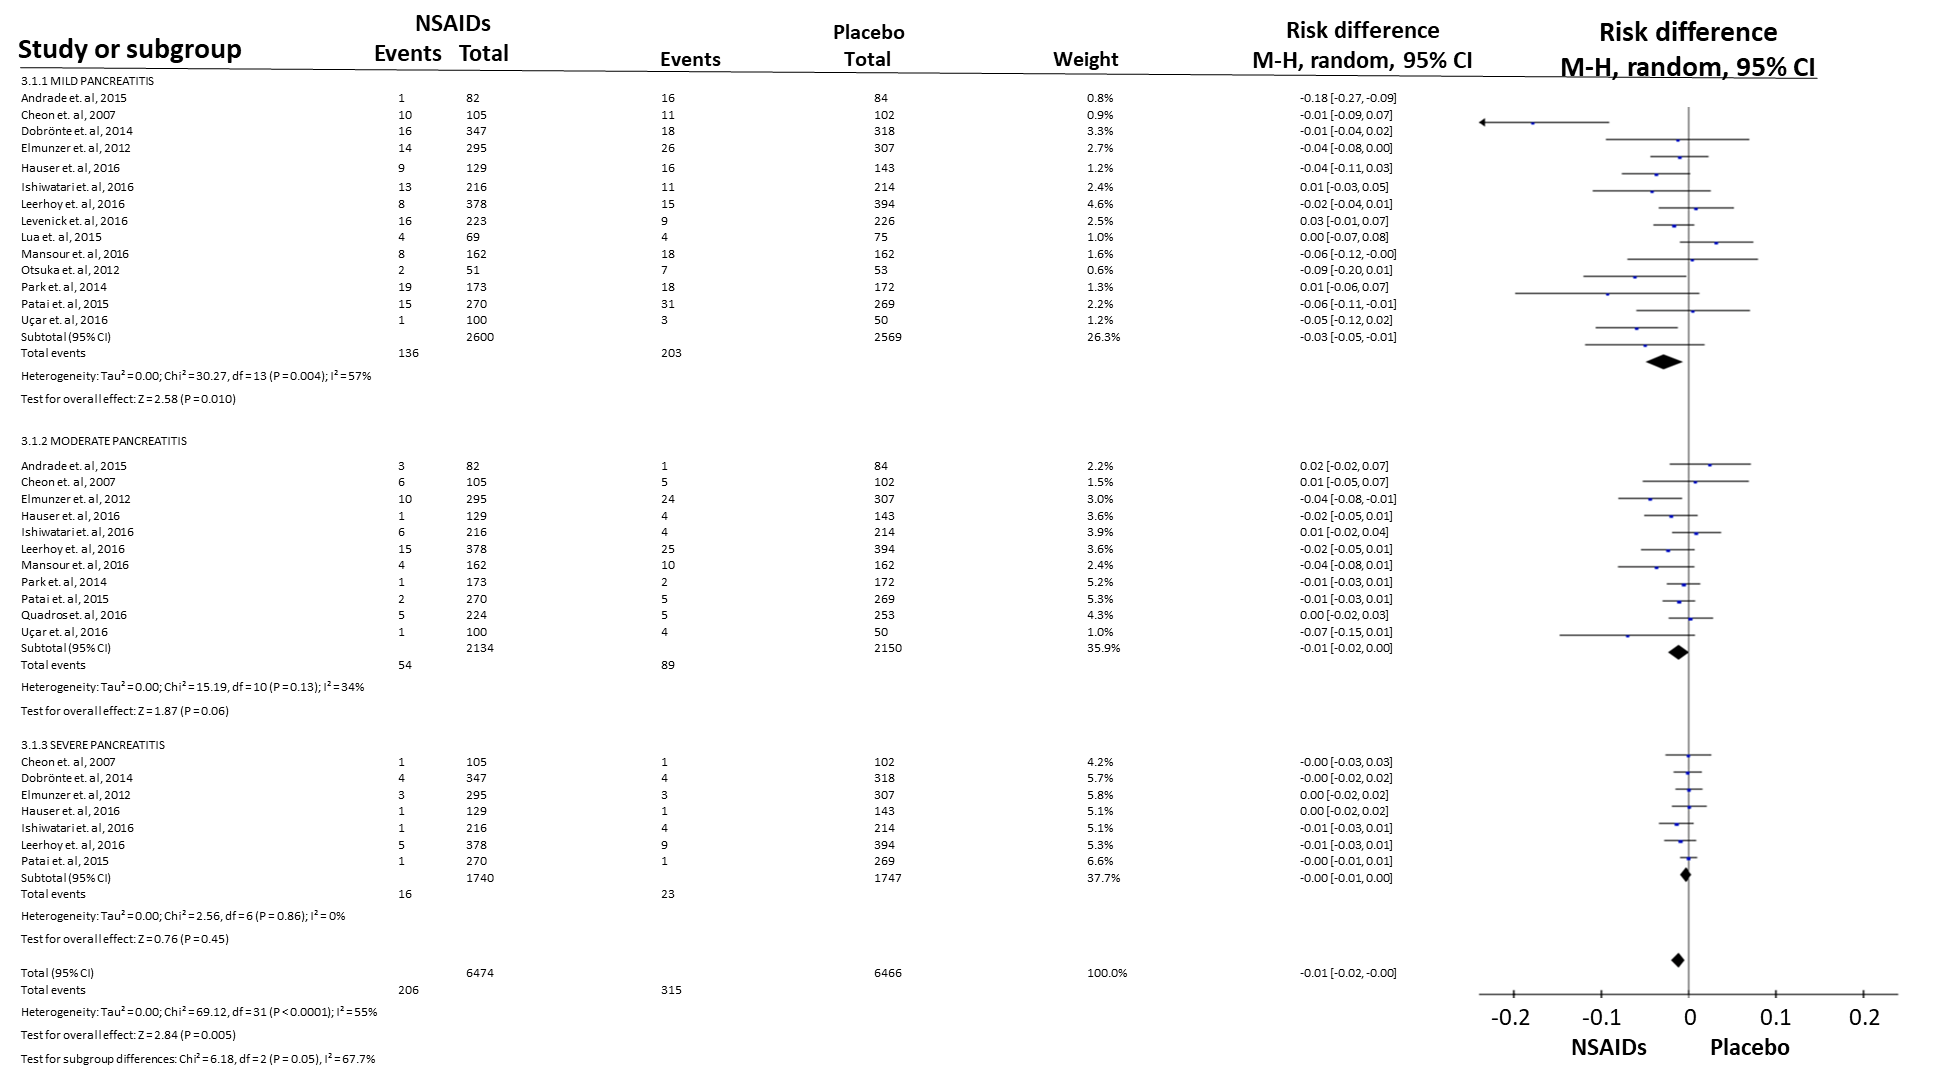 NSAIDs
Placebo
Risk difference
Risk difference
Study or subgroup Events Total Events Total Weight M-H, random, 95% CI M-H, random, 95% CI
3.1.1 MILD PANCREATITIS
Andrade et. al, 2015 1 82 16 84 0.8% -0.18 [-0.27, -0.09]
Cheon et. al, 2007 10 105 11 102 0.9% -0.01 [-0.09, 0.07]
Dobrönte et. al, 2014 16 347 18 318 3.3% -0.01 [-0.04, 0.02]
Elmunzer et. al, 2012 14 295 26 307 2.7% -0.04 [-0.08, 0.00]
Hauser et. al, 2016 9 129 16 143 1.2% -0.04 [-0.11, 0.03]
Ishiwatari et. al, 2016 13 216 11 214 2.4% 0.01 [-0.03, 0.05]
Leerhoy et. al, 2016 8 378 15 394 4.6% -0.02 [-0.04, 0.01]
Levenick et. al, 2016 16 223 9 226 2.5% 0.03 [-0.01, 0.07]
Lua et. al, 2015 4 69 4 75 1.0% 0.00 [-0.07, 0.08]
Mansour et. al, 2016 8 162 18 162 1.6% -0.06 [-0.12, -0.00]
Otsuka et. al, 2012 2 51 7 53 0.6% -0.09 [-0.20, 0.01]
Park et. al, 2014 19 173 18 172 1.3% 0.01 [-0.06, 0.07]
Patai et. al, 2015 15 270 31 269 2.2% -0.06 [-0.11, -0.01]
Uçar et. al, 2016 1 100 3 50 1.2% -0.05 [-0.12, 0.02]
Subtotal (95% CI) 2600 2569 26.3% -0.03 [-0.05, -0.01]
Total events 136 203
Heterogeneity: Tau² = 0.00; Chi² = 30.27, df = 13 (P = 0.004); I² = 57%
Test for overall effect: Z = 2.58 (P = 0.010)
3.1.2 MODERATE PANCREATITIS
Andrade et. al, 2015 3 82 1 84 2.2% 0.02 [-0.02, 0.07]
Cheon et. al, 2007 6 105 5 102 1.5% 0.01 [-0.05, 0.07]
Elmunzer et. al, 2012 10 295 24 307 3.0% -0.04 [-0.08, -0.01]
Hauser et. al, 2016 1 129 4 143 3.6% -0.02 [-0.05, 0.01]
Ishiwatari et. al, 2016 6 216 4 214 3.9% 0.01 [-0.02, 0.04]
Leerhoy et. al, 2016 15 378 25 394 3.6% -0.02 [-0.05, 0.01]
Mansour et. al, 2016 4 162 10 162 2.4% -0.04 [-0.08, 0.01]
Park et. al, 2014 1 173 2 172 5.2% -0.01 [-0.03, 0.01]
Patai et. al, 2015 2 270 5 269 5.3% -0.01 [-0.03, 0.01]
Quadros et. al, 2016 5 224 5 253 4.3% 0.00 [-0.02, 0.03]
Uçar et. al, 2016 1 100 4 50 1.0% -0.07 [-0.15, 0.01]
Subtotal (95% CI) 2134 2150 35.9% -0.01 [-0.02, 0.00]
Total events 54 89
Heterogeneity: Tau² = 0.00; Chi² = 15.19, df = 10 (P = 0.13); I² = 34%
Test for overall effect: Z = 1.87 (P = 0.06)
3.1.3 SEVERE PANCREATITIS
Cheon et. al, 2007 1 105 1 102 4.2% -0.00 [-0.03, 0.03]
Dobrönte et. al, 2014 4 347 4 318 5.7% -0.00 [-0.02, 0.02]
Elmunzer et. al, 2012 3 295 3 307 5.8% 0.00 [-0.02, 0.02]
Hauser et. al, 2016 1 129 1 143 5.1% 0.00 [-0.02, 0.02]
Ishiwatari et. al, 2016 1 216 4 214 5.1% -0.01 [-0.03, 0.01]
Leerhoy et. al, 2016 5 378 9 394 5.3% -0.01 [-0.03, 0.01]
Patai et. al, 2015 1 270 1 269 6.6% -0.00 [-0.01, 0.01]
Subtotal (95% CI) 1740 1747 37.7% -0.00 [-0.01, 0.00]
Total events 16 23
Heterogeneity: Tau² = 0.00; Chi² = 2.56, df = 6 (P = 0.86); I² = 0%
Test for overall effect: Z = 0.76 (P = 0.45)
Total (95% CI) 6474 6466 100.0% -0.01 [-0.02, -0.00]
Total events 206 315
Heterogeneity: Tau² = 0.00; Chi² = 69.12, df = 31 (P < 0.0001); I² = 55%
Test for overall effect: Z = 2.84 (P = 0.005)
Test for subgroup differences: Chi² = 6.18, df = 2 (P = 0.05), I² = 67.7%
-0.2 -0.1 0 0.1 0.2
NSAIDs Placebo